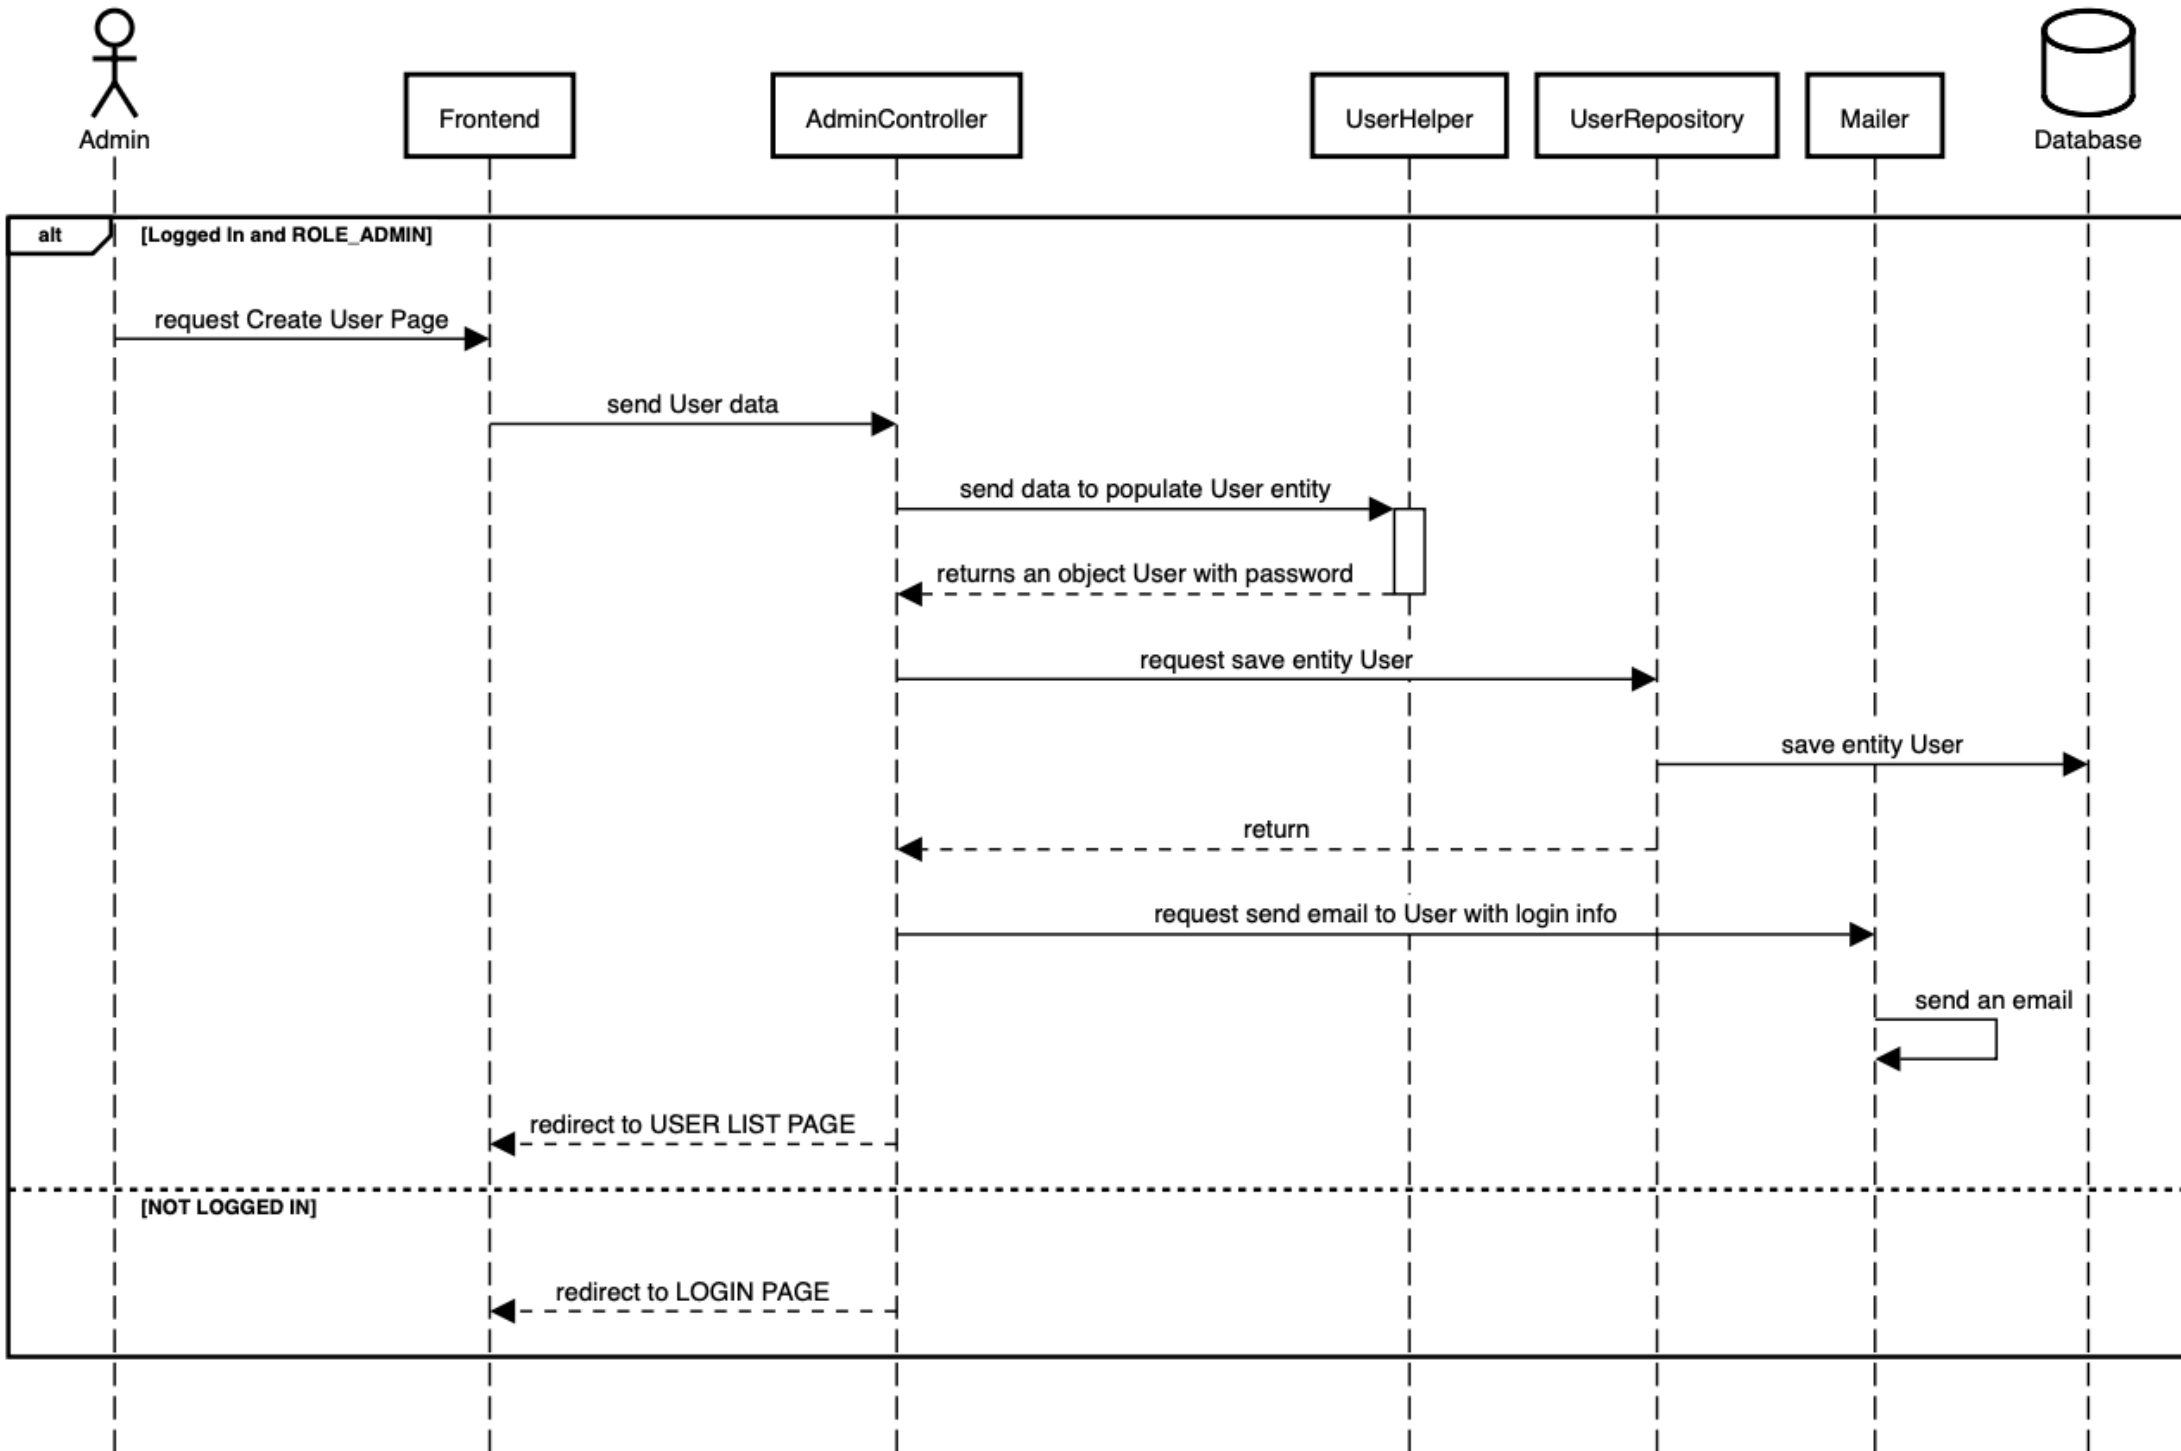 Admin
Frontend
AdminController
UserHelper
UserRepository
Mailer
Database
alt
[Logged In and ROLE_ADMIN]
request Create User Page
send User data
send data to populate User entity
returns an object User with password
request save entity User
save entity User
return
request send email to User with login info
send an email
redirect to USER LIST PAGE
[NOT LOGGED IN]
redirect to LOGIN PAGE